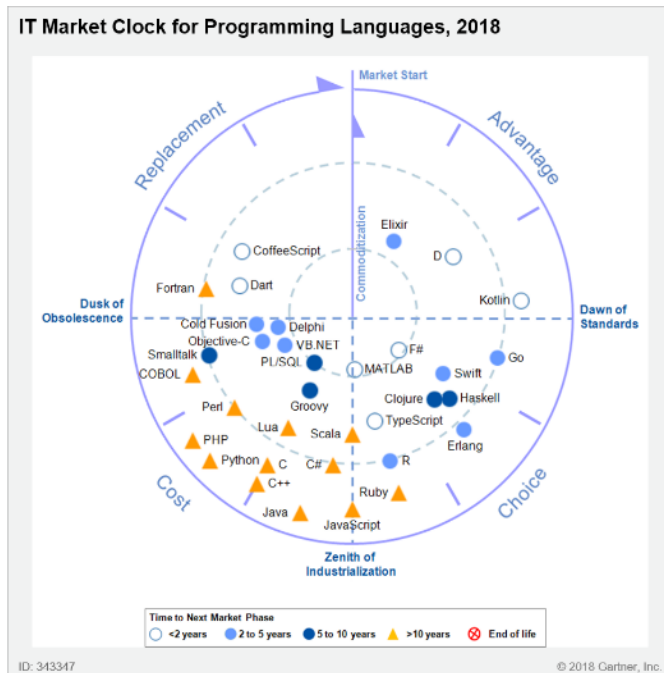 IT Market Clock for Programming Languages, 2018
Market Start
Replacement
Advantage
Commoditization
Elixir
CoffeeScript
D
Dart
Fortran
Kotlin
Dusk of
Obsolescence
Dawn of
Standards
Cold Fusion
Delphi
Objective-C
VB.NET
F#
Go
Smalltalk
PL/SQL
MATLAB
COBOL
Swift
Groovy
Clojure
Haskell
Perl
TypeScript
Lua
Scala
Erlang
PHP
Python
C
C#
R
C++
Ruby
Cost
Choice
Java
JavaScript
Zenith of
Industrialization
Time to Next Market Phase
<2 years
2 to 5 years
5 to 10 years
>10 years
End of life
ID: 343347
© 2018 Gartner, Inc.